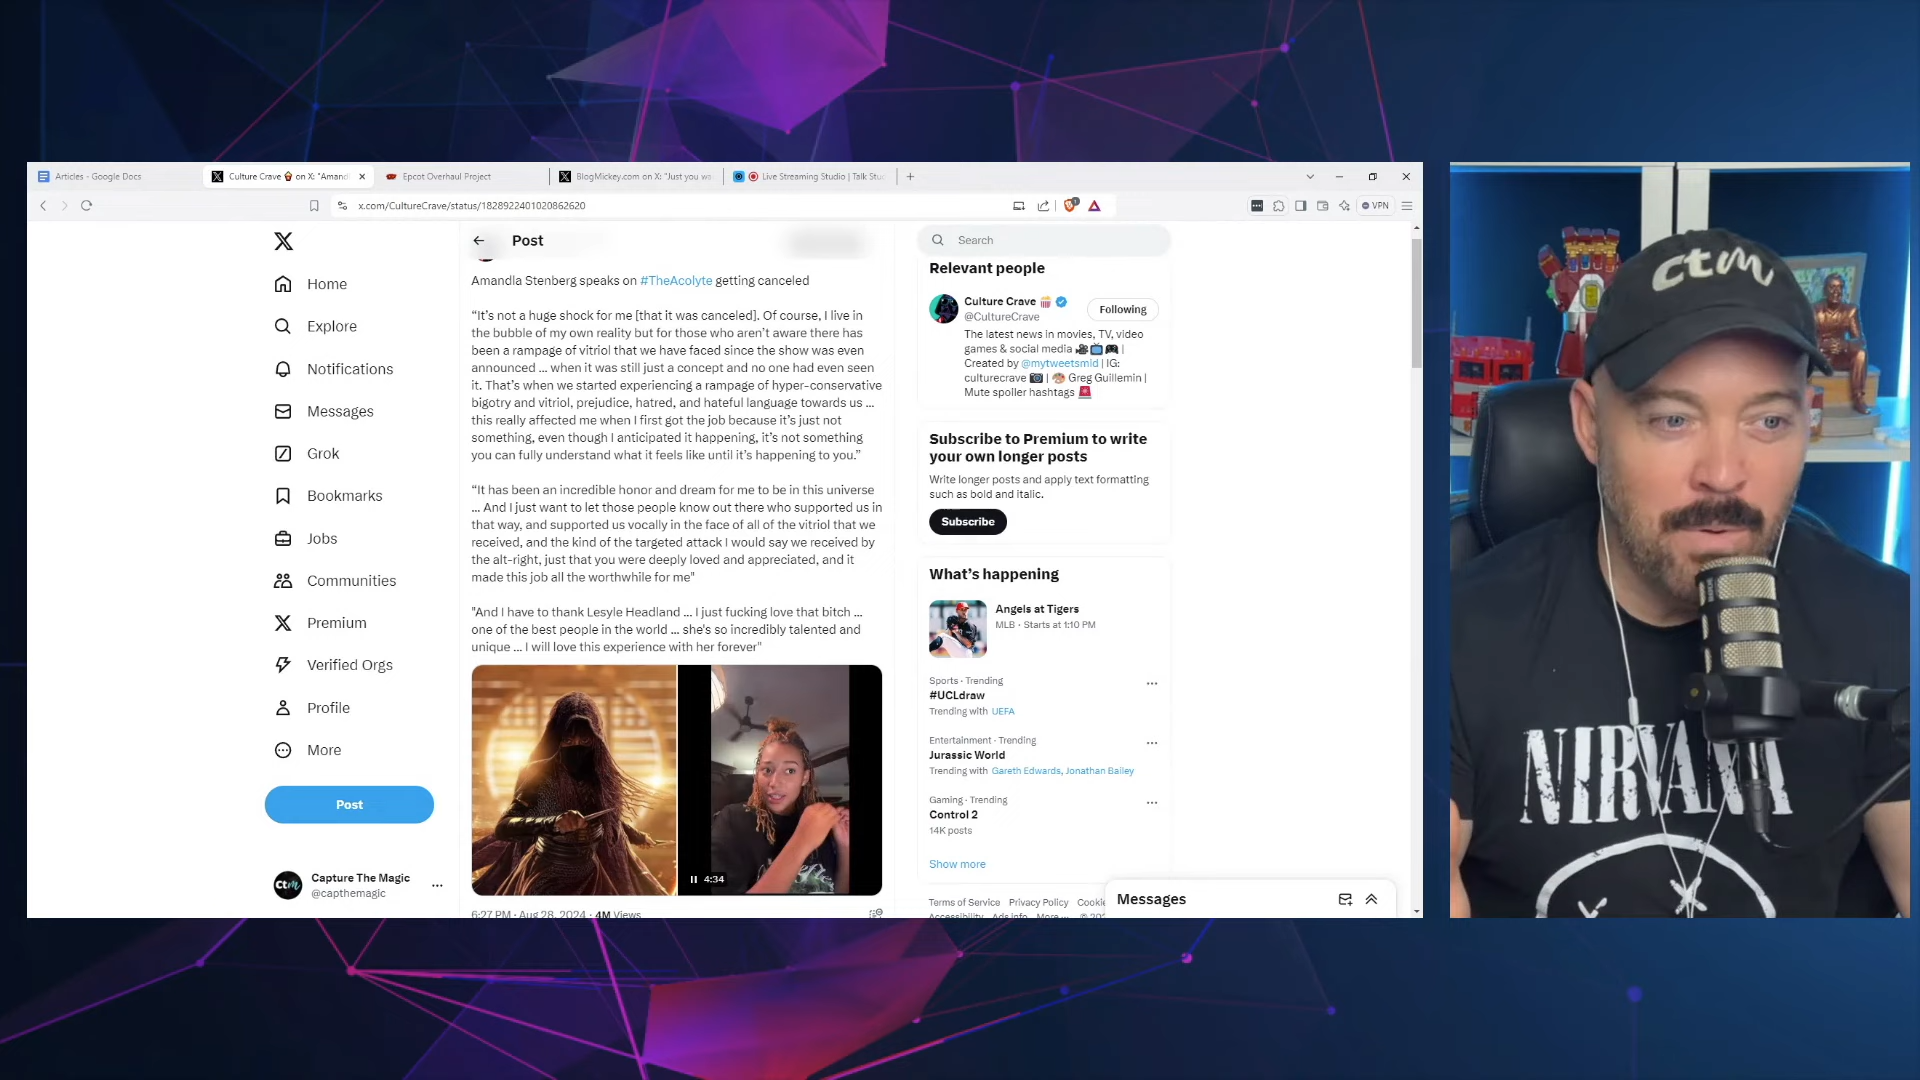 Articles - Google Docs
Culture Crave 🍿 on X: "Amand
Epcot Overhaul Project
BlogMickey.com on X: "Just you wa
Live Streaming Studio | Talk Stud
x.com/CultureCrave/status/1828922401020862620
VPN
Home
Explore
Notifications
Messages
Grok
Bookmarks
Jobs
Communities
Premium
Verified Orgs
Profile
More
Post
ctm
Capture The Magic
@capthemagic
Post
Amandla Stenberg speaks on #TheAcolyte getting canceled
“It’s not a huge shock for me [that it was canceled]. Of course, I live in
the bubble of my own reality but for those who aren’t aware there has
been a rampage of vitriol that we have faced since the show was even
announced ... when it was still just a concept and no one had even seen
it. That’s when we started experiencing a rampage of hyper-conservative
bigotry and vitriol, prejudice, hatred, and hateful language towards us ...
this really affected me when I first got the job because it’s just not
something, even though I anticipated it happening, it’s not something
you can fully understand what it feels like until it’s happening to you.”
“It has been an incredible honor and dream for me to be in this universe
... And I just want to let those people know out there who supported us in
that way, and supported us vocally in the face of all of the vitriol that we
received, and the kind of the targeted attack I would say we received by
the alt-right, just that you were deeply loved and appreciated, and it
made this job all the worthwhile for me"
"And I have to thank Lesyle Headland ... I just fucking love that bitch ...
one of the best people in the world ... she's so incredibly talented and
unique ... I will love this experience with her forever"
4:34
6:27 PM · Aug 28, 2024 · 4M Views
Search
Relevant people
Culture Crave 🍿
@CultureCrave
Following
The latest news in movies, TV, video
games & social media 🎥📺🎮 |
Created by @mytweetsmid | IG:
culturecrave 📷 | 🎨 Greg Guillemin |
Mute spoiler hashtags 🚨
Subscribe to Premium to write
your own longer posts
Write longer posts and apply text formatting
such as bold and italic.
Subscribe
What’s happening
Angels at Tigers
MLB · Starts at 1:10 PM
Sports · Trending
#UCLdraw
Trending with UEFA
Entertainment · Trending
Jurassic World
Trending with Gareth Edwards, Jonathan Bailey
Gaming · Trending
Control 2
14K posts
Show more
Terms of Service Privacy Policy Cookie
Accessibility Ads info More ... © 202
Messages
ctm
NIRVANA